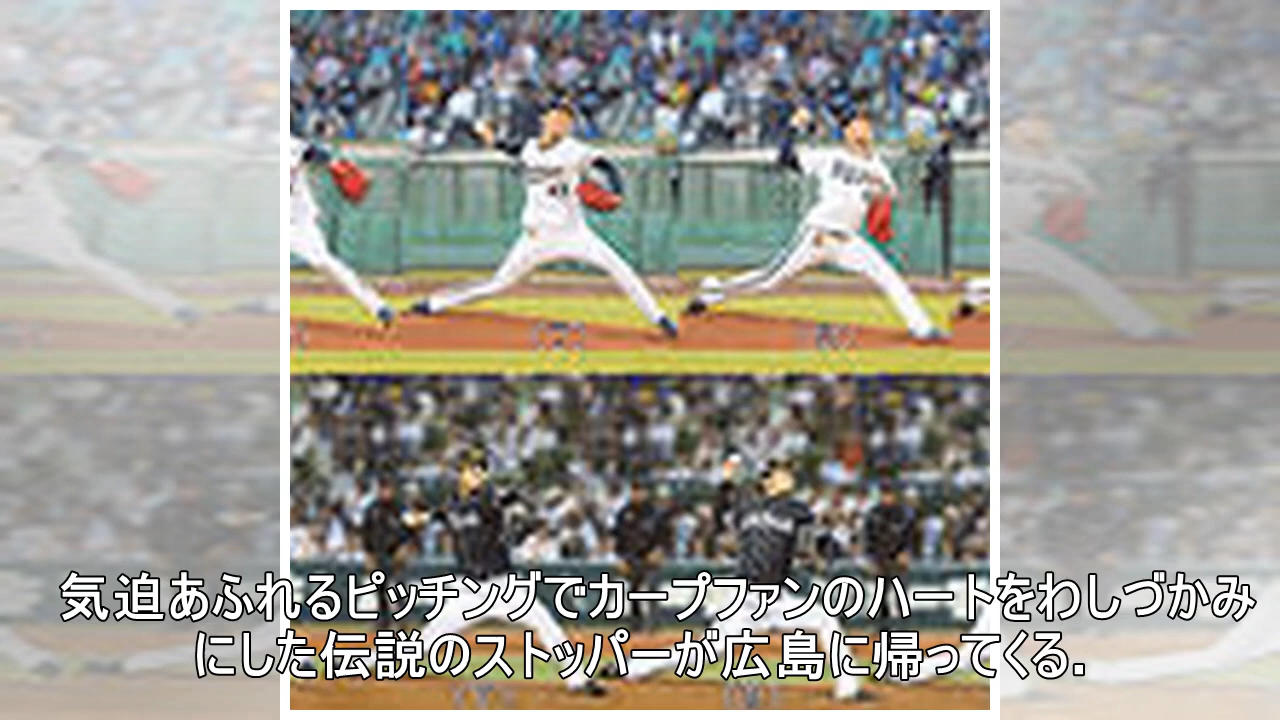 気迫あふれるピッチングでカープファンのハートをわしづかみ
にした伝説のストッパーが広島に帰ってくる.